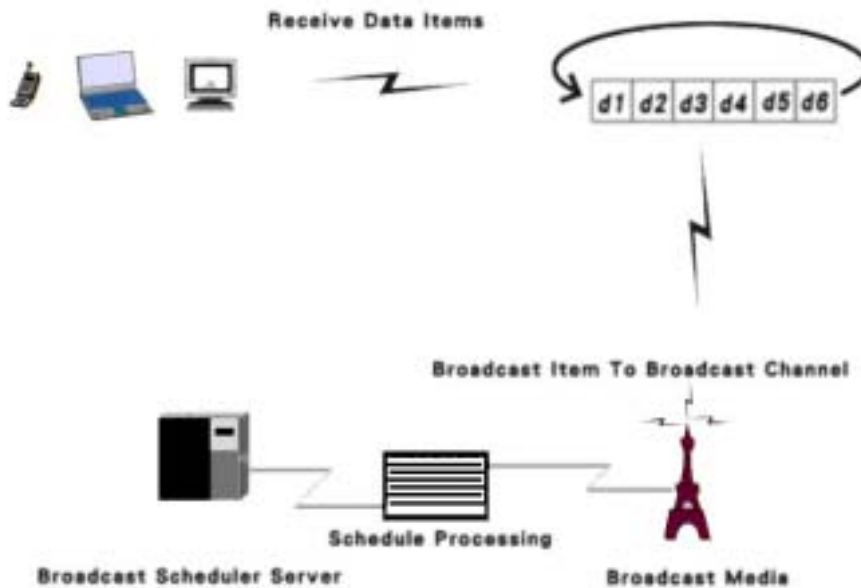 Receive Data Items
d1 d2 d3 d4 d5 d6
Broadcast Item To Broadcast Channel
Schedule Processing
Broadcast Scheduler Server
Broadcast Media